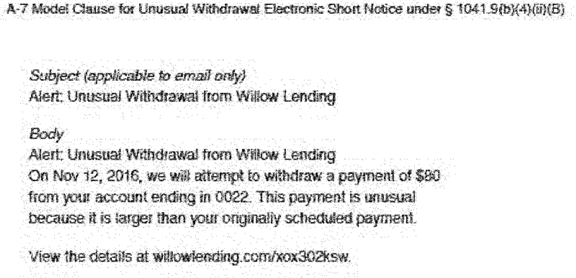 A-7 Model Clause for Unusual Withdrawal Electronic Short Notice under § 1041.9(b)(4)(ii)(B)
Subject (applicable to email only)
Alert: Unusual Withdrawal from Willow Lending
Body
Alert: Unusual Withdrawal from Willow Lending
On Nov 12, 2016, we will attempt to withdraw a payment of $80
from your account ending in 0022. This payment is unusual
because it is larger than your originally scheduled payment.
View the details at willowlending.com/xox302ksw.